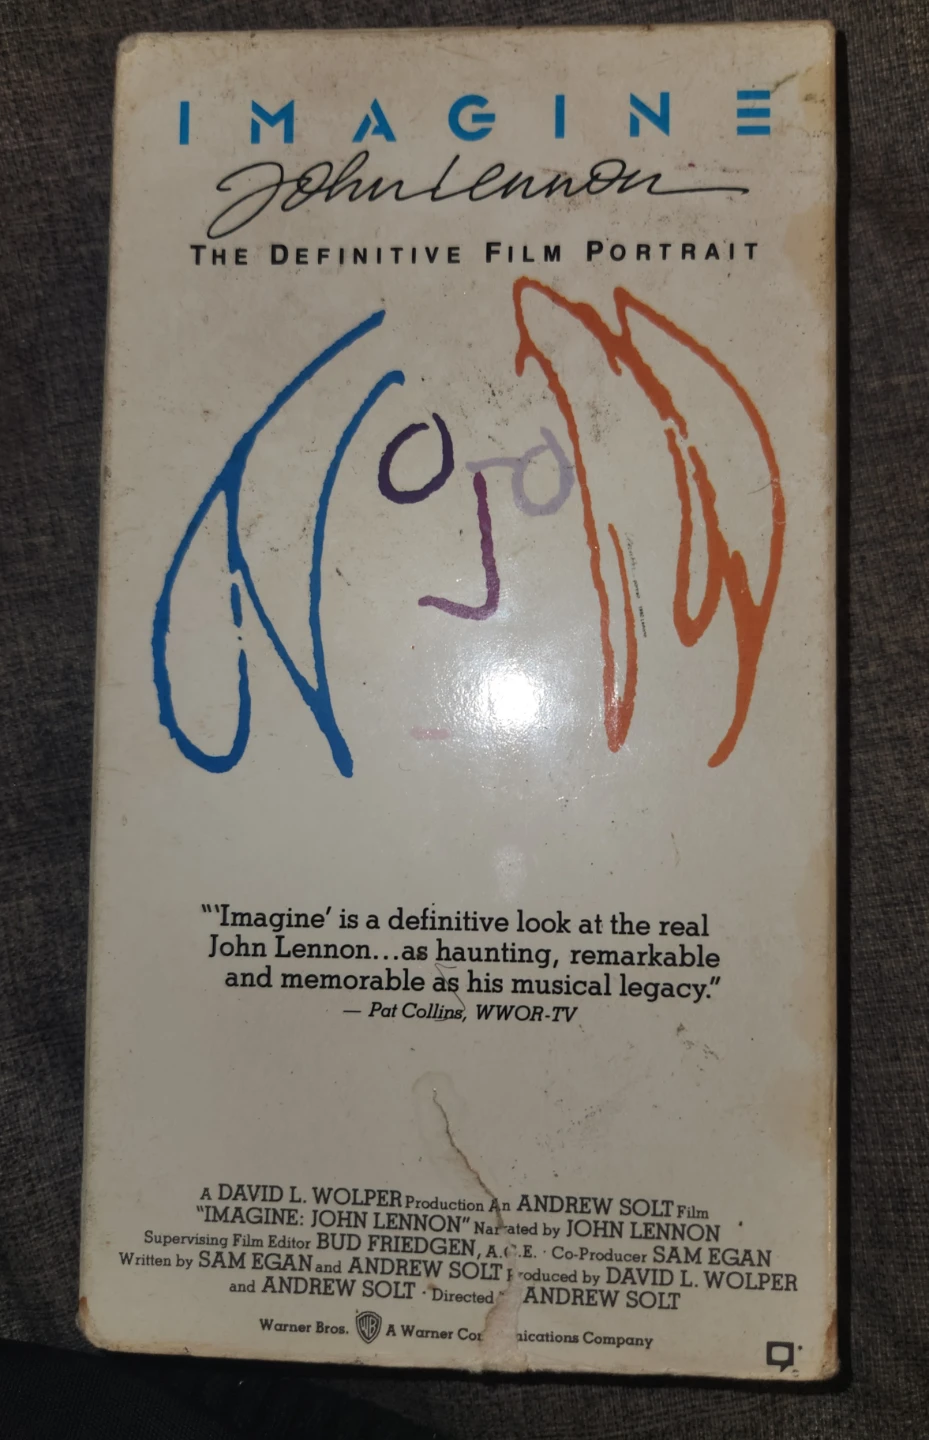 IMAGINE
John Lennon
THE DEFINITIVE FILM PORTRAIT
"'Imagine' is a definitive look at the real
John Lennon...as haunting, remarkable
and memorable as his musical legacy."
— Pat Collins, WWOR-TV
A DAVID L. WOLPER Production An ANDREW SOLT Film
"IMAGINE: JOHN LENNON" Narrated by JOHN LENNON
Supervising Film Editor BUD FRIEDGEN, A.C.E. · Co-Producer SAM EGAN
Written by SAM EGAN and ANDREW SOLT Produced by DAVID L. WOLPER
and ANDREW SOLT · Directed ANDREW SOLT
Warner Bros. WB A Warner Communications Company